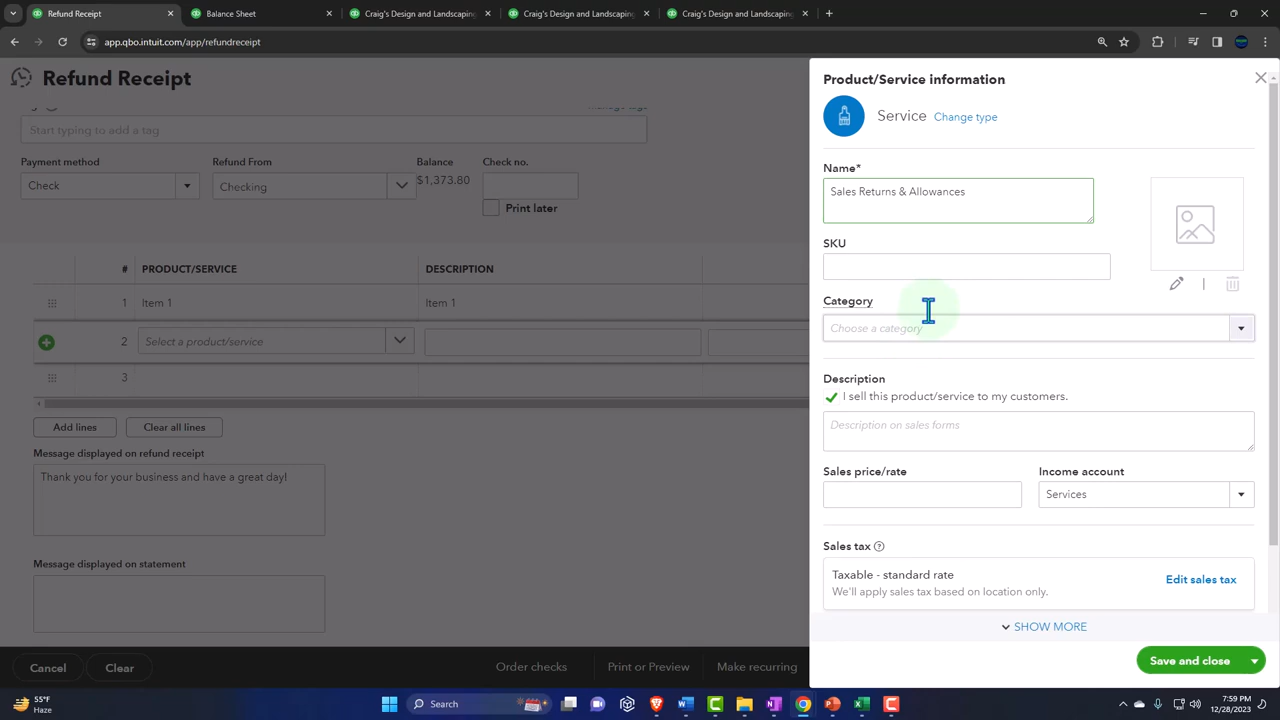 Refund Receipt
Balance Sheet
Craig's Design and Landscaping
Craig's Design and Landscaping
Craig's Design and Landscaping
app.qbo.intuit.com/app/refundreceipt
Refund Receipt
Manage tags
Start typing to add a tag
Payment method
Refund From
Balance
Check no.
Check
Checking
$1,373.80
Print later
#
PRODUCT/SERVICE
DESCRIPTION
1
Item 1
Item 1
2
Select a product/service
3
Add lines
Clear all lines
Message displayed on refund receipt
Thank you for your business and have a great day!
Message displayed on statement
Cancel
Clear
Order checks
Print or Preview
Make recurring
Product/Service information
Service
Change type
Name*
Sales Returns & Allowances
SKU
Category
Choose a category
Description
I sell this product/service to my customers.
Description on sales forms
Sales price/rate
Income account
Services
Sales tax
Taxable - standard rate
Edit sales tax
We'll apply sales tax based on location only.
SHOW MORE
Save and close
55°F
Haze
Search
7:59 PM
12/28/2023